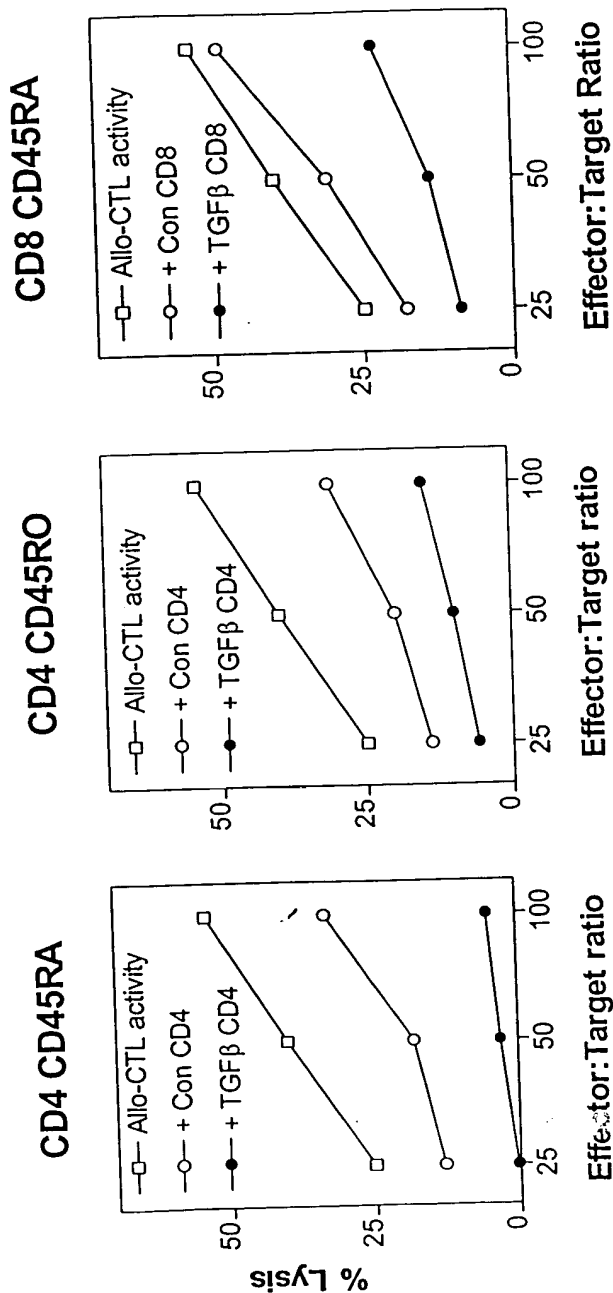 CD4 CD45RA
% Lysis
50
25
0
Allo-CTL activity
+ Con CD4
+ TGFβ CD4
25
50
100
Effector:Target ratio
CD4 CD45RO
50
25
0
Allo-CTL activity
+ Con CD4
+ TGFβ CD4
25
50
100
Effector:Target ratio
CD8 CD45RA
50
25
0
Allo-CTL activity
+ Con CD8
+ TGFβ CD8
25
50
100
Effector:Target Ratio